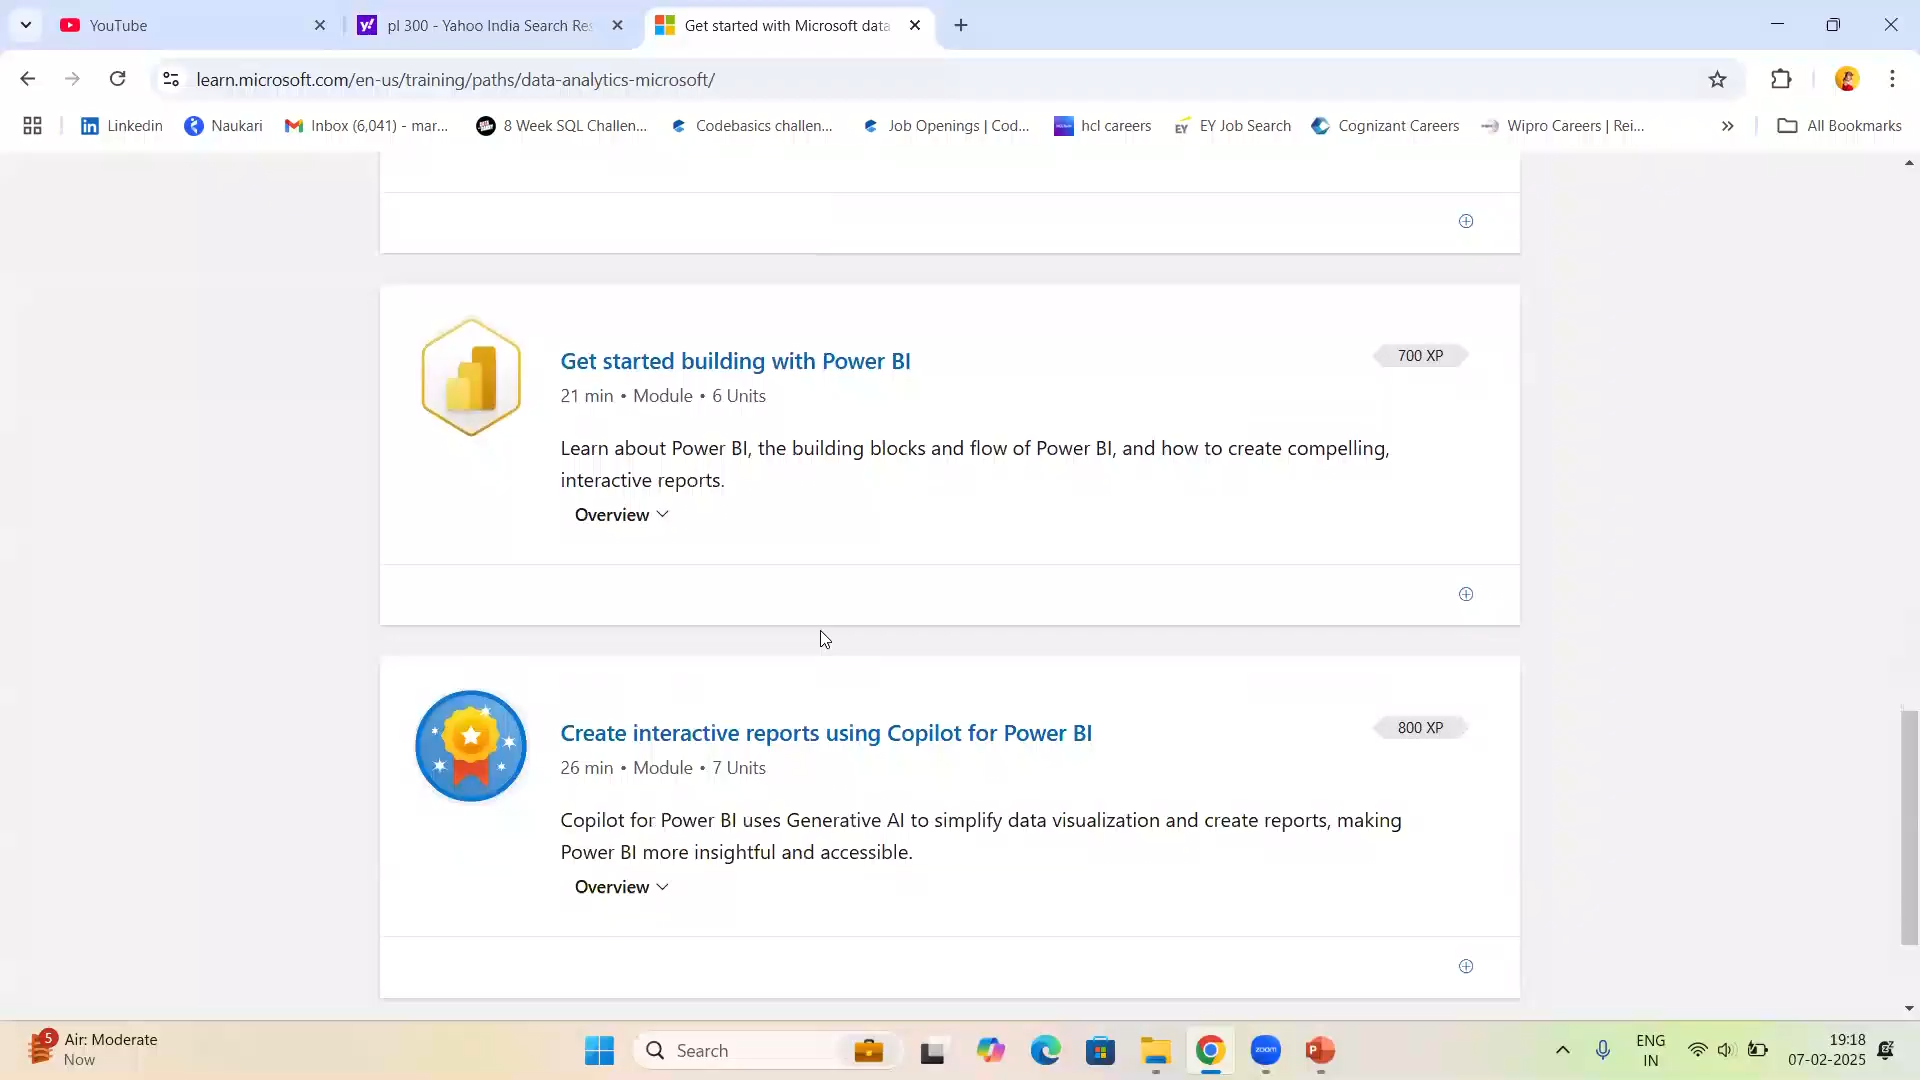 YouTube
pl 300 - Yahoo India Search Res
Get started with Microsoft data
learn.microsoft.com/en-us/training/paths/data-analytics-microsoft/
Linkedin
Naukari
Inbox (6,041) - mar...
8 Week SQL Challen...
Codebasics challen...
Job Openings | Cod...
hcl careers
EY Job Search
Cognizant Careers
Wipro Careers | Rei...
All Bookmarks
Get started building with Power BI
700 XP
21 min • Module • 6 Units
Learn about Power BI, the building blocks and flow of Power BI, and how to create compelling,
interactive reports.
Overview
Create interactive reports using Copilot for Power BI
800 XP
26 min • Module • 7 Units
Copilot for Power BI uses Generative AI to simplify data visualization and create reports, making
Power BI more insightful and accessible.
Overview
5
Air: Moderate
Now
Search
zoom
ENG
IN
19:18
07-02-2025